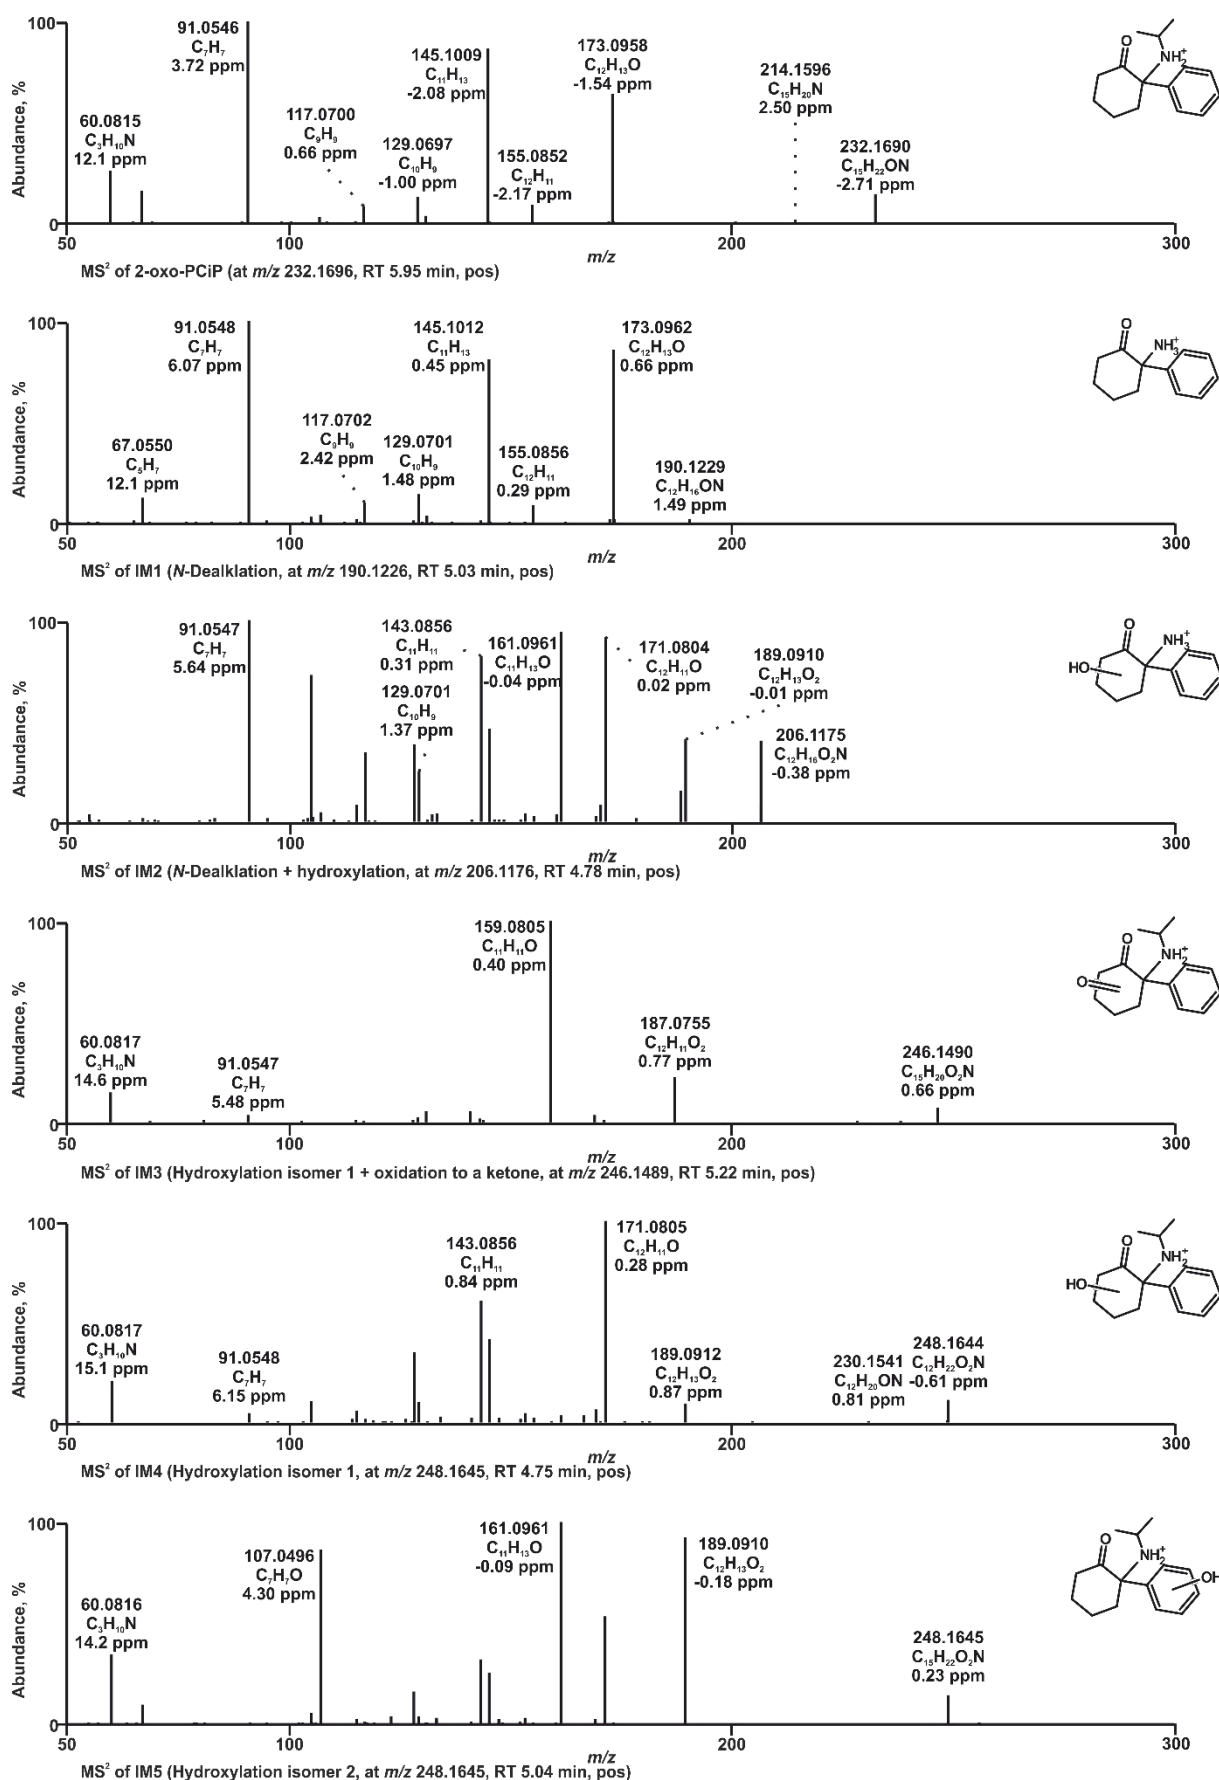 Abundance, %
100
0
91.0546
C₇H₇
3.72 ppm
60.0815
C₃H₁₀N
12.1 ppm
117.0700
C₉H₉
0.66 ppm
129.0697
C₁₀H₉
-1.00 ppm
145.1009
C₁₁H₁₃
-2.08 ppm
155.0852
C₁₂H₁₁
-2.17 ppm
173.0958
C₁₂H₁₃O
-1.54 ppm
214.1596
C₁₅H₂₀N
2.50 ppm
232.1690
C₁₅H₂₂ON
-2.71 ppm
O
NH₂⁺
50 100 200 300
m/z
MS² of 2-oxo-PCiP (at m/z 232.1696, RT 5.95 min, pos)
Abundance, %
100
0
91.0548
C₇H₇
6.07 ppm
67.0550
C₅H₇
12.1 ppm
117.0702
C₉H₉
2.42 ppm
129.0701
C₁₀H₉
1.48 ppm
145.1012
C₁₁H₁₃
0.45 ppm
155.0856
C₁₂H₁₁
0.29 ppm
173.0962
C₁₂H₁₃O
0.66 ppm
190.1229
C₁₂H₁₆ON
1.49 ppm
O
NH₃⁺
50 100 200 300
m/z
MS² of IM1 (N-Dealklation, at m/z 190.1226, RT 5.03 min, pos)
Abundance, %
100
0
91.0547
C₇H₇
5.64 ppm
143.0856
C₁₁H₁₁
0.31 ppm
129.0701
C₁₀H₉
1.37 ppm
161.0961
C₁₁H₁₃O
-0.04 ppm
171.0804
C₁₂H₁₁O
0.02 ppm
189.0910
C₁₂H₁₃O₂
-0.01 ppm
206.1175
C₁₂H₁₆O₂N
-0.38 ppm
O
NH₃⁺
HO
50 100 200 300
m/z
MS² of IM2 (N-Dealklation + hydroxylation, at m/z 206.1176, RT 4.78 min, pos)
Abundance, %
100
0
60.0817
C₃H₁₀N
14.6 ppm
91.0547
C₇H₇
5.48 ppm
159.0805
C₁₁H₁₁O
0.40 ppm
187.0755
C₁₂H₁₁O₂
0.77 ppm
246.1490
C₁₅H₂₀O₂N
0.66 ppm
O
NH₂⁺
O
50 100 200 300
m/z
MS² of IM3 (Hydroxylation isomer 1 + oxidation to a ketone, at m/z 246.1489, RT 5.22 min, pos)
Abundance, %
100
0
60.0817
C₃H₁₀N
15.1 ppm
91.0548
C₇H₇
6.15 ppm
143.0856
C₁₁H₁₁
0.84 ppm
171.0805
C₁₂H₁₁O
0.28 ppm
189.0912
C₁₂H₁₃O₂
0.87 ppm
230.1541
C₁₂H₂₀ON
0.81 ppm
248.1644
C₁₂H₂₂O₂N
-0.61 ppm
O
NH₂⁺
HO
50 100 200 300
m/z
MS² of IM4 (Hydroxylation isomer 1, at m/z 248.1645, RT 4.75 min, pos)
Abundance, %
100
0
60.0816
C₃H₁₀N
14.2 ppm
107.0496
C₇H₇O
4.30 ppm
161.0961
C₁₁H₁₃O
-0.09 ppm
189.0910
C₁₂H₁₃O₂
-0.18 ppm
248.1645
C₁₅H₂₂O₂N
0.23 ppm
O
NH₂⁺
OH
50 100 200 300
m/z
MS² of IM5 (Hydroxylation isomer 2, at m/z 248.1645, RT 5.04 min, pos)